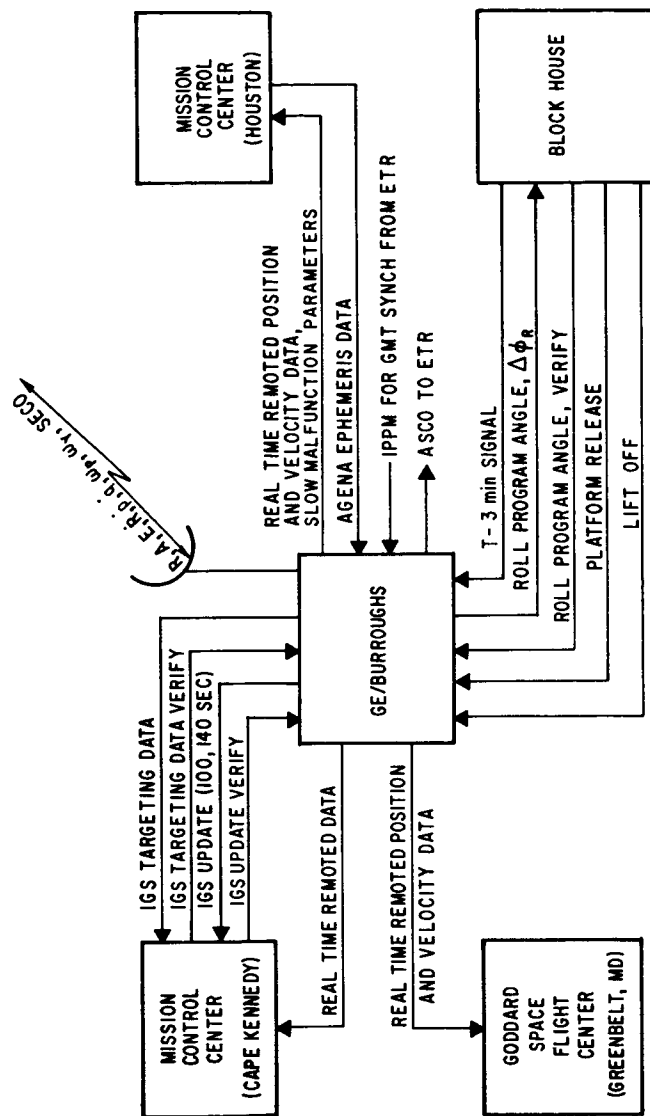 MISSION
CONTROL
CENTER
(CAPE KENNEDY)
IGS TARGETING DATA
IGS TARGETING DATA VERIFY
IGS UPDATE (100, 140 SEC)
IGS UPDATE VERIFY
REAL TIME REMOTED DATA
REAL TIME REMOTED POSITION
AND VELOCITY DATA
GODDARD
SPACE
FLIGHT
CENTER
(GREENBELT, MD)
GE/BURROUGHS
R, A, E, Ṙ, ṗ, q̇, ẇp, ẇy, SECO
REAL TIME REMOTED POSITION
AND VELOCITY DATA,
SLOW MALFUNCTION PARAMETERS
AGENA EPHEMERIS DATA
IPPM FOR GMT SYNCH FROM ETR
ASCO TO ETR
T- 3 min SIGNAL
ROLL PROGRAM ANGLE, ΔϕR
ROLL PROGRAM ANGLE, VERIFY
PLATFORM RELEASE
LIFT OFF
MISSION
CONTROL
CENTER
(HOUSTON)
BLOCK HOUSE